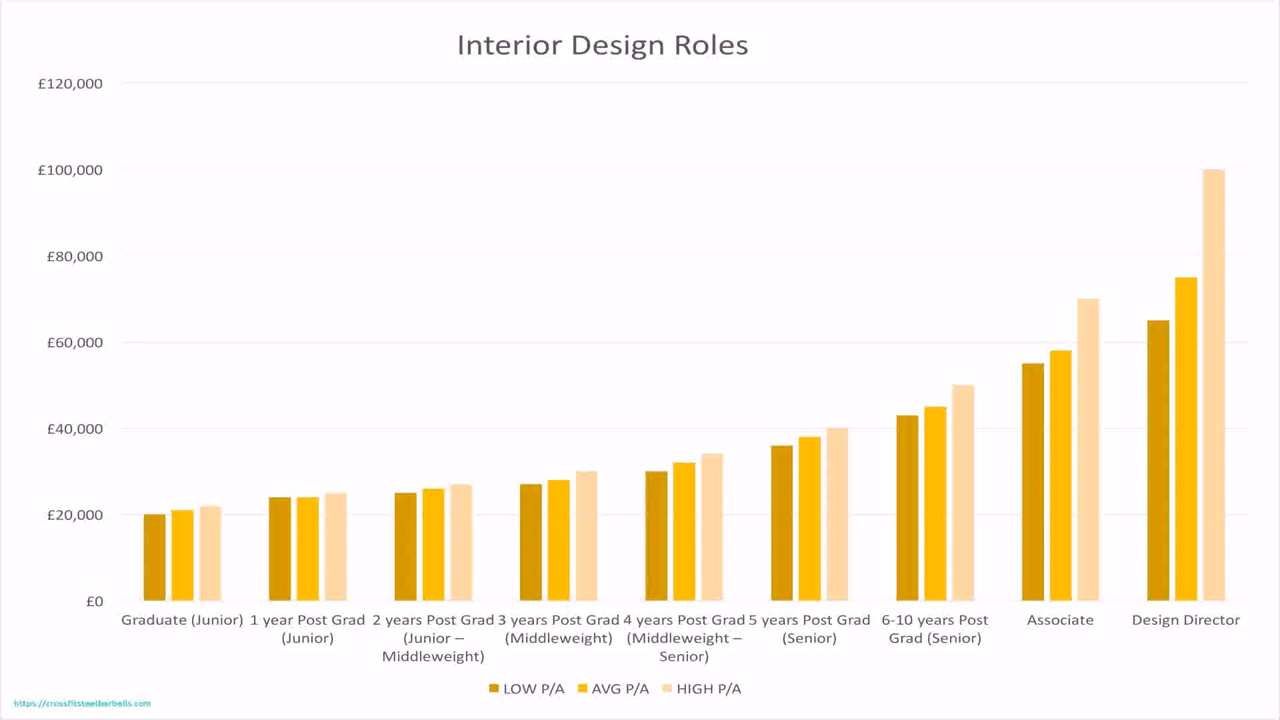 Interior Design Roles
£120,000
£100,000
£80,000
£60,000
£40,000
£20,000
£0
Graduate (Junior)
1 year Post Grad
(Junior)
2 years Post Grad
(Junior –
Middleweight)
3 years Post Grad
(Middleweight)
4 years Post Grad
(Middleweight –
Senior)
5 years Post Grad
(Senior)
6-10 years Post
Grad (Senior)
Associate
Design Director
LOW P/A
AVG P/A
HIGH P/A